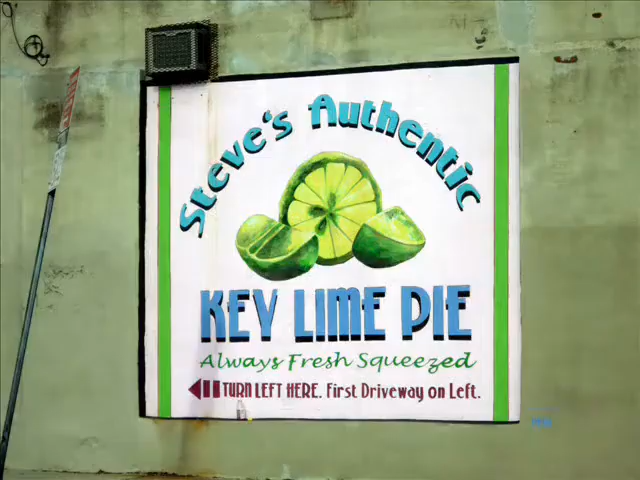 Steve's Authentic
KEY LIME PIE
Always Fresh Squeezed
TURN LEFT HERE. First Driveway on Left.